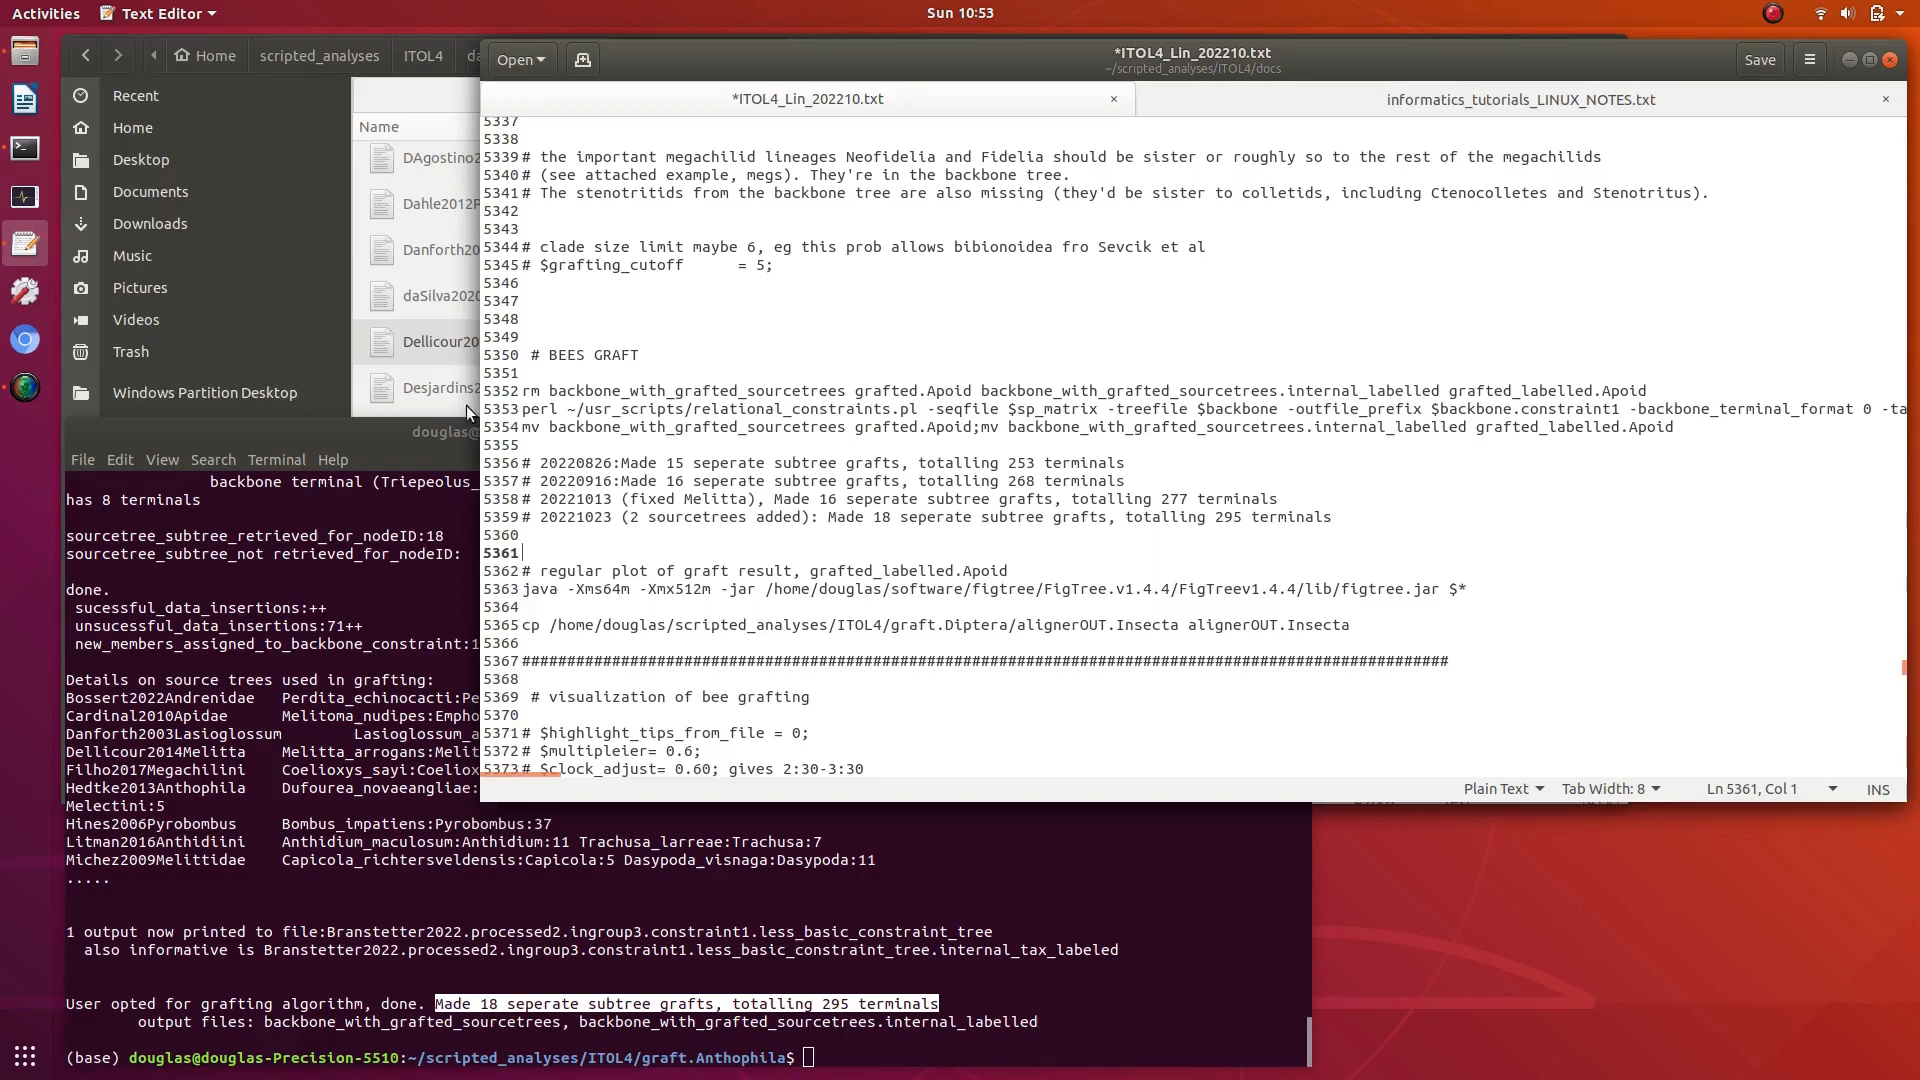 Activities
Text Editor
Sun 10:53
Home
scripted_analyses
ITOL4
Open
*ITOL4_Lin_202210.txt
~/scripted_analyses/ITOL4/docs
Save
*ITOL4_Lin_202210.txt ×
informatics_tutorials_LINUX_NOTES.txt ×
Recent
Home
Desktop
Documents
Downloads
Music
Pictures
Videos
Trash
Windows Partition Desktop
Name
DAgostino2
Dahle2012P
Danforth20
daSilva2020
Dellicour20
Desjardins2
5337
5338
5339 # the important megachilid lineages Neofidelia and Fidelia should be sister or roughly so to the rest of the megachilids
5340 # (see attached example, megs). They're in the backbone tree.
5341 # The stenotritids from the backbone tree are also missing (they'd be sister to colletids, including Ctenocolletes and Stenotritus).
5342
5343
5344 # clade size limit maybe 6, eg this prob allows bibionoidea fro Sevcik et al
5345 # $grafting_cutoff      = 5;
5346
5347
5348
5349
5350  # BEES GRAFT
5351
5352 rm backbone_with_grafted_sourcetrees grafted.Apoid backbone_with_grafted_sourcetrees.internal_labelled grafted_labelled.Apoid
5353 perl ~/usr_scripts/relational_constraints.pl -seqfile $sp_matrix -treefile $backbone -outfile_prefix $backbone.constraint1 -backbone_terminal_format 0 -ta
5354 mv backbone_with_grafted_sourcetrees grafted.Apoid;mv backbone_with_grafted_sourcetrees.internal_labelled grafted_labelled.Apoid
5355
5356 # 20220826:Made 15 seperate subtree grafts, totalling 253 terminals
5357 # 20220916:Made 16 seperate subtree grafts, totalling 268 terminals
5358 # 20221013 (fixed Melitta), Made 16 seperate subtree grafts, totalling 277 terminals
5359 # 20221023 (2 sourcetrees added): Made 18 seperate subtree grafts, totalling 295 terminals
5360
5361
5362 # regular plot of graft result, grafted_labelled.Apoid
5363 java -Xms64m -Xmx512m -jar /home/douglas/software/figtree/FigTree.v1.4.4/FigTreev1.4.4/lib/figtree.jar $*
5364
5365 cp /home/douglas/scripted_analyses/ITOL4/graft.Diptera/alignerOUT.Insecta alignerOUT.Insecta
5366
5367 #######################################################################################################
5368
5369  # visualization of bee grafting
5370
5371 # $highlight_tips_from_file = 0;
5372 # $multipleier= 0.6;
5373 # $clock_adjust= 0.60; gives 2:30-3:30
Plain Text
Tab Width: 8
Ln 5361, Col 1
INS
douglas@
File Edit View Search Terminal Help
backbone terminal (Triepeolus_
has 8 terminals
sourcetree_subtree_retrieved_for_nodeID:18
sourcetree_subtree_not retrieved_for_nodeID:
done.
sucessful_data_insertions:++
unsucessful_data_insertions:71++
new_members_assigned_to_backbone_constraint:1
Details on source trees used in grafting:
Bossert2022Andrenidae Perdita_echinocacti:Pe
Cardinal2010Apidae Melitoma_nudipes:Empho
Danforth2003Lasioglossum Lasioglossum_a
Dellicour2014Melitta Melitta_arrogans:Melit
Filho2017Megachilini Coelioxys_sayi:Coeliox
Hedtke2013Anthophila Dufourea_novaeangliae:
Melectini:5
Hines2006Pyrobombus Bombus_impatiens:Pyrobombus:37
Litman2016Anthidiini Anthidium_maculosum:Anthidium:11 Trachusa_larreae:Trachusa:7
Michez2009Melittidae Capicola_richtersveldensis:Capicola:5 Dasypoda_visnaga:Dasypoda:11
.....
1 output now printed to file:Branstetter2022.processed2.ingroup3.constraint1.less_basic_constraint_tree
also informative is Branstetter2022.processed2.ingroup3.constraint1.less_basic_constraint_tree.internal_tax_labeled
User opted for grafting algorithm, done. Made 18 seperate subtree grafts, totalling 295 terminals
output files: backbone_with_grafted_sourcetrees, backbone_with_grafted_sourcetrees.internal_labelled
(base) douglas@douglas-Precision-5510:~/scripted_analyses/ITOL4/graft.Anthophila$